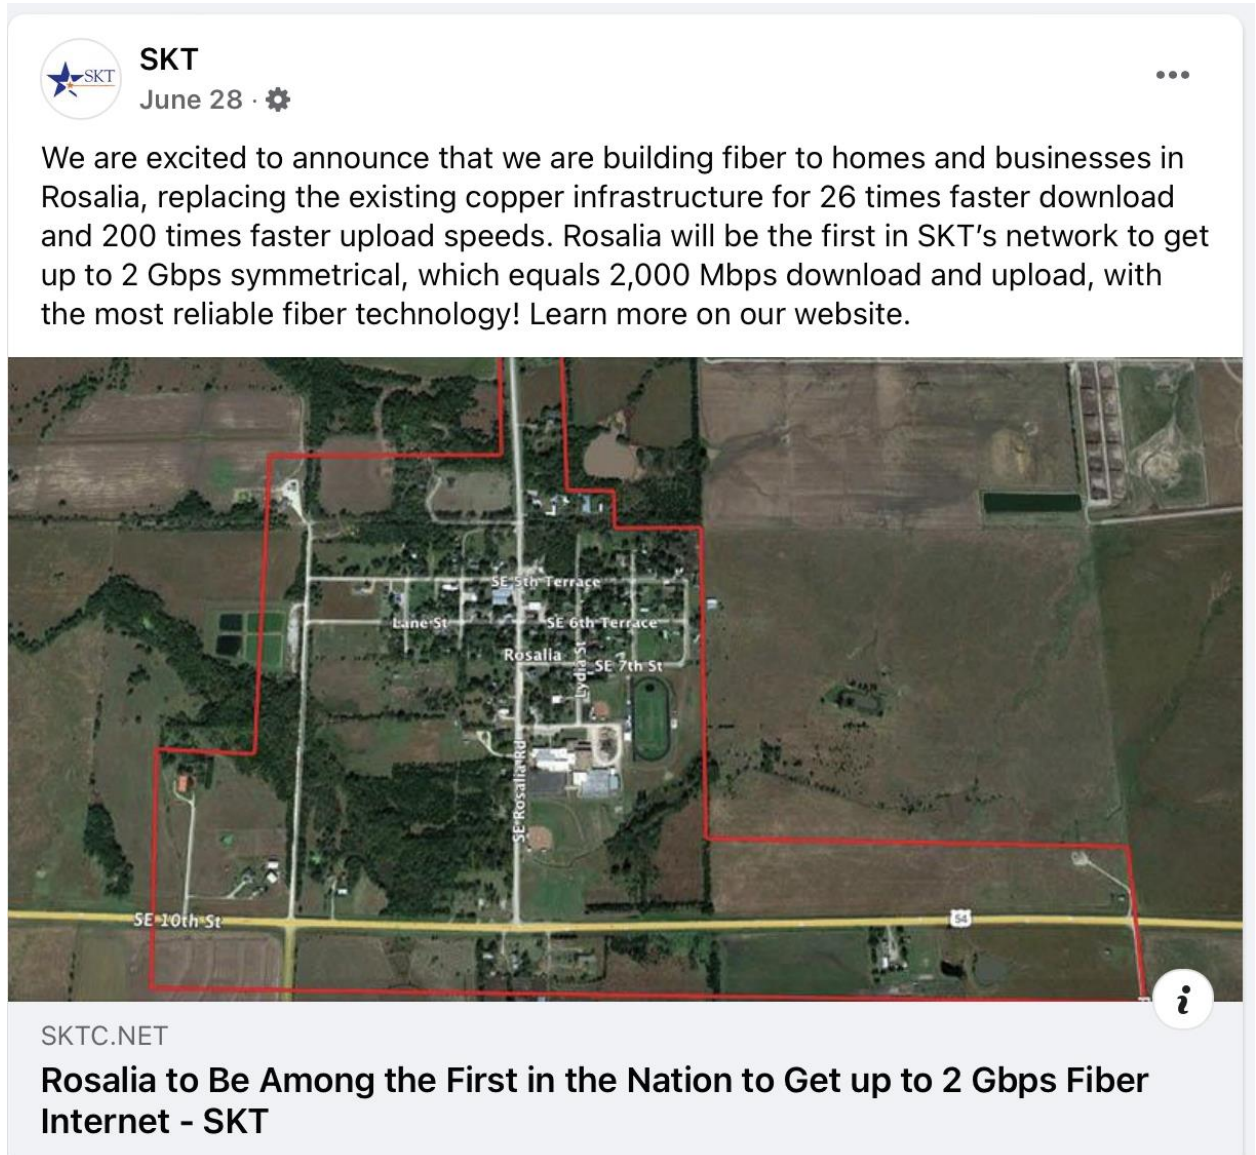 SKT
SKT
June 28 ·
We are excited to announce that we are building fiber to homes and businesses in
Rosalia, replacing the existing copper infrastructure for 26 times faster download
and 200 times faster upload speeds. Rosalia will be the first in SKT’s network to get
up to 2 Gbps symmetrical, which equals 2,000 Mbps download and upload, with
the most reliable fiber technology! Learn more on our website.
SE 5th Terrace
Lane St
SE 6th Terrace
Rosalia
Lydia St
SE 7th St
SE Rosalia Rd
SE 10th St
54
i
SKTC.NET
Rosalia to Be Among the First in the Nation to Get up to 2 Gbps Fiber
Internet - SKT